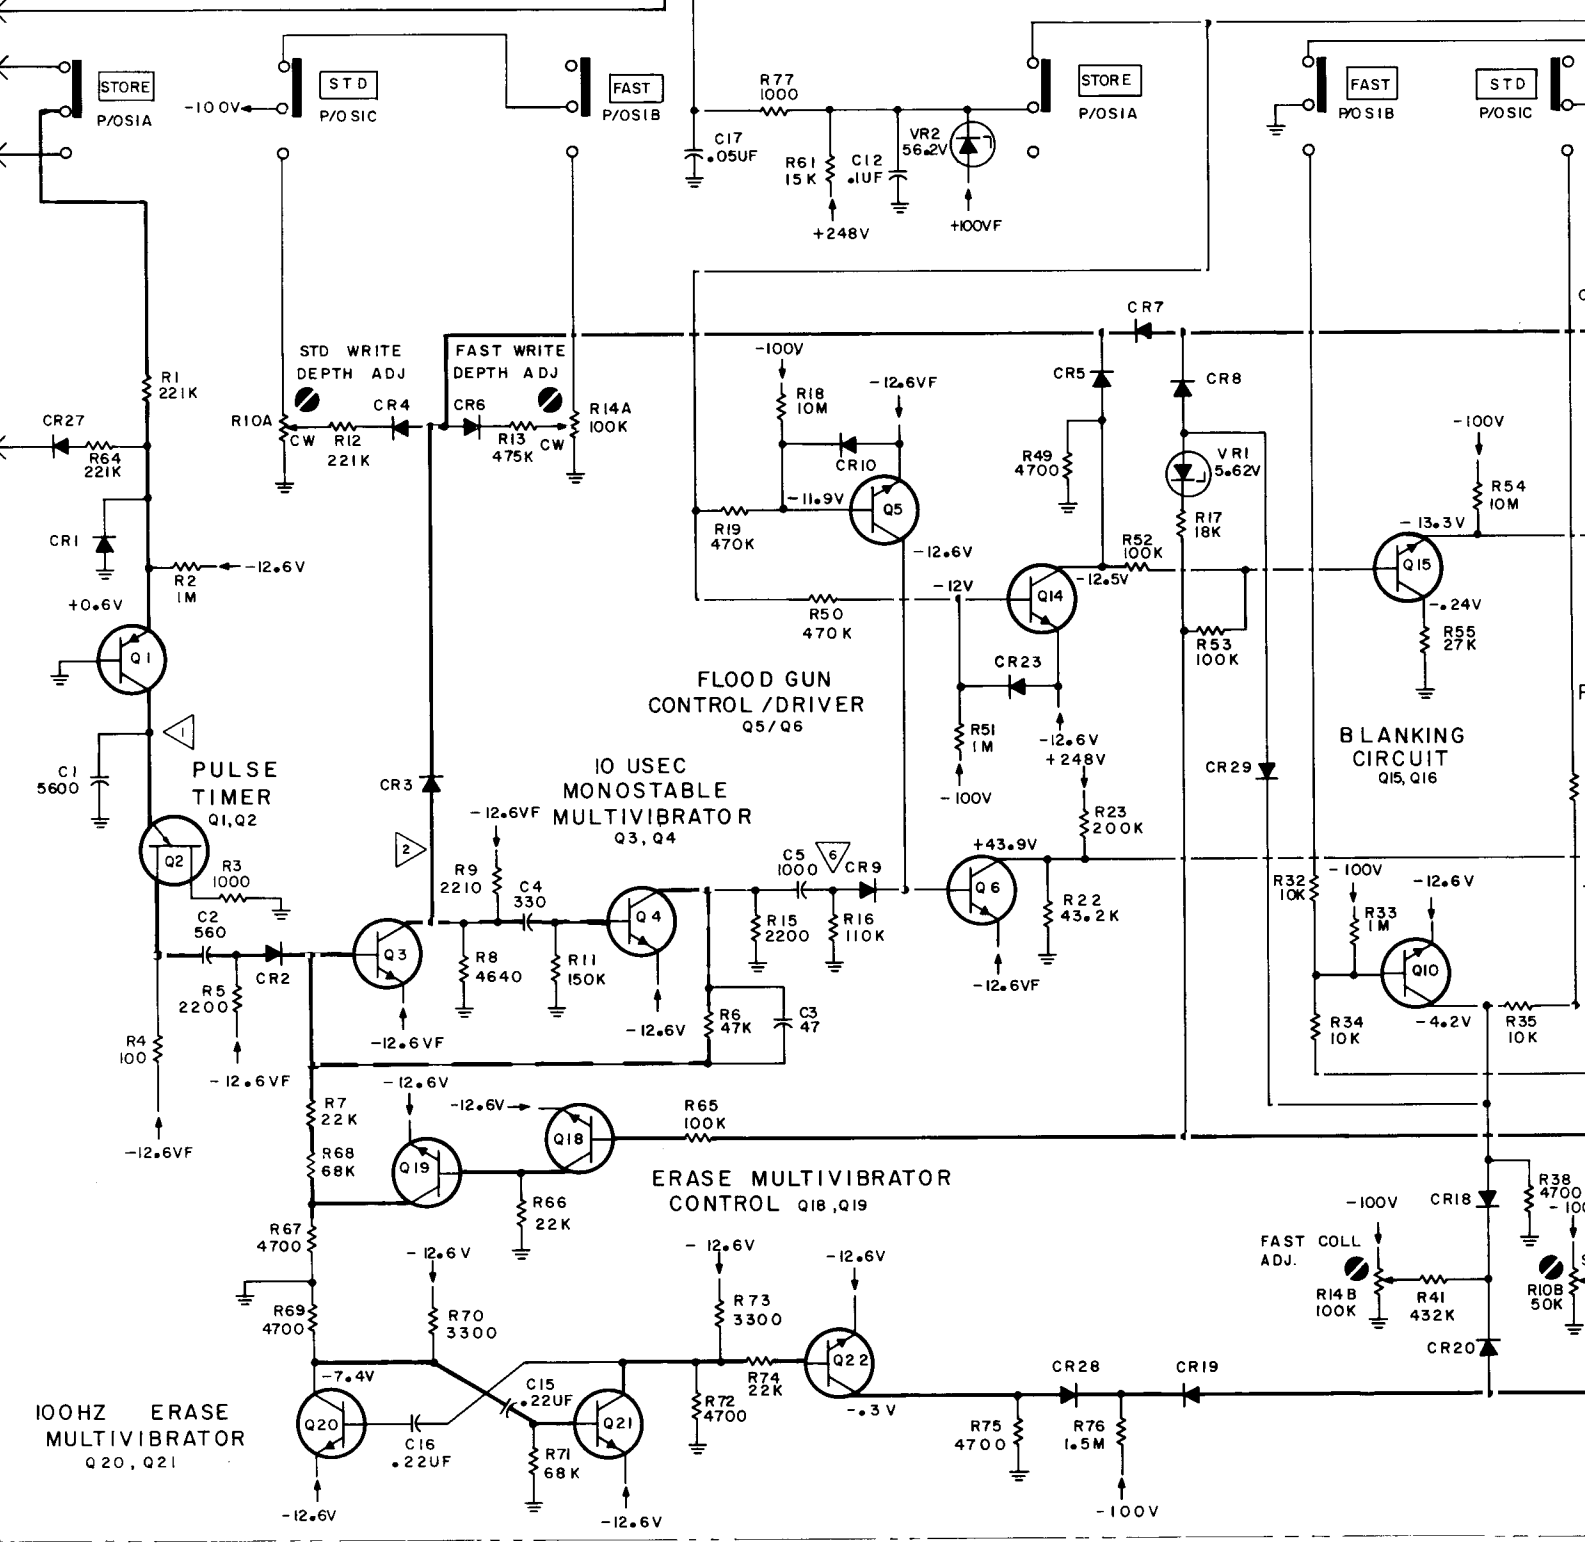 STORE
P/OS1A
-100V
STD
P/OS1C
FAST
P/OS1B
R77
1000
C17
.05UF
R61
15K
+248V
C12
.1UF
VR2
56.2V
+100VF
STORE
P/OS1A
FAST
P/OS1B
STD
P/OS1C
R1
221K
CR27
R64
221K
CR1
R2
1M
-12.6V
+0.6V
Q1
1
C1
5600
PULSE
TIMER
Q1,Q2
Q2
R3
1000
C2
560
R5
2200
-12.6VF
R4
100
-12.6VF
CR2
STD WRITE
DEPTH ADJ
R10A
CW
R12
221K
CR4
FAST WRITE
DEPTH ADJ
CR6
R13
475K
CW
R14A
100K
CR3
2
Q3
-12.6VF
-12.6VF
R9
2210
R8
4640
C4
330
R11
150K
10 USEC
MONOSTABLE
MULTIVIBRATOR
Q3,Q4
Q4
-12.6V
R6
47K
C3
47
R15
2200
C5
1000
6
R16
110K
CR9
-100V
R18
10M
-12.6VF
CR10
-11.9V
Q5
R19
470K
-12.6V
R50
470K
FLOOD GUN
CONTROL/DRIVER
Q5/Q6
CR7
CR5
R49
4700
CR8
VR1
5.62V
R17
18K
R52
100K
-12V
Q14
-12.5V
R53
100K
CR23
R51
1M
-100V
-12.6V
+248V
R23
200K
+43.9V
Q6
R22
43.2K
-12.6VF
CR29
-100V
R54
10M
-13.3V
Q15
-.24V
R55
27K
BLANKING
CIRCUIT
Q15,Q16
R32
10K
-100V
R33
1M
-12.6V
Q10
-4.2V
R34
10K
R35
10K
R7
22K
R68
68K
-12.6V
Q19
-12.6V
Q18
R65
100K
R66
22K
ERASE MULTIVIBRATOR
CONTROL Q18,Q19
R67
4700
R69
4700
-12.6V
R70
3300
-7.4V
Q20
-12.6V
C16
.22UF
C15
.22UF
R71
68K
Q21
-12.6V
100HZ ERASE
MULTIVIBRATOR
Q20,Q21
-12.6V
R73
3300
R72
4700
R74
22K
-12.6V
Q22
-.3V
R75
4700
CR28
R76
1.5M
-100V
CR19
CR18
R38
4700
-100V
FAST COLL
ADJ.
R14B
100K
R41
432K
CR20
R10B
50K